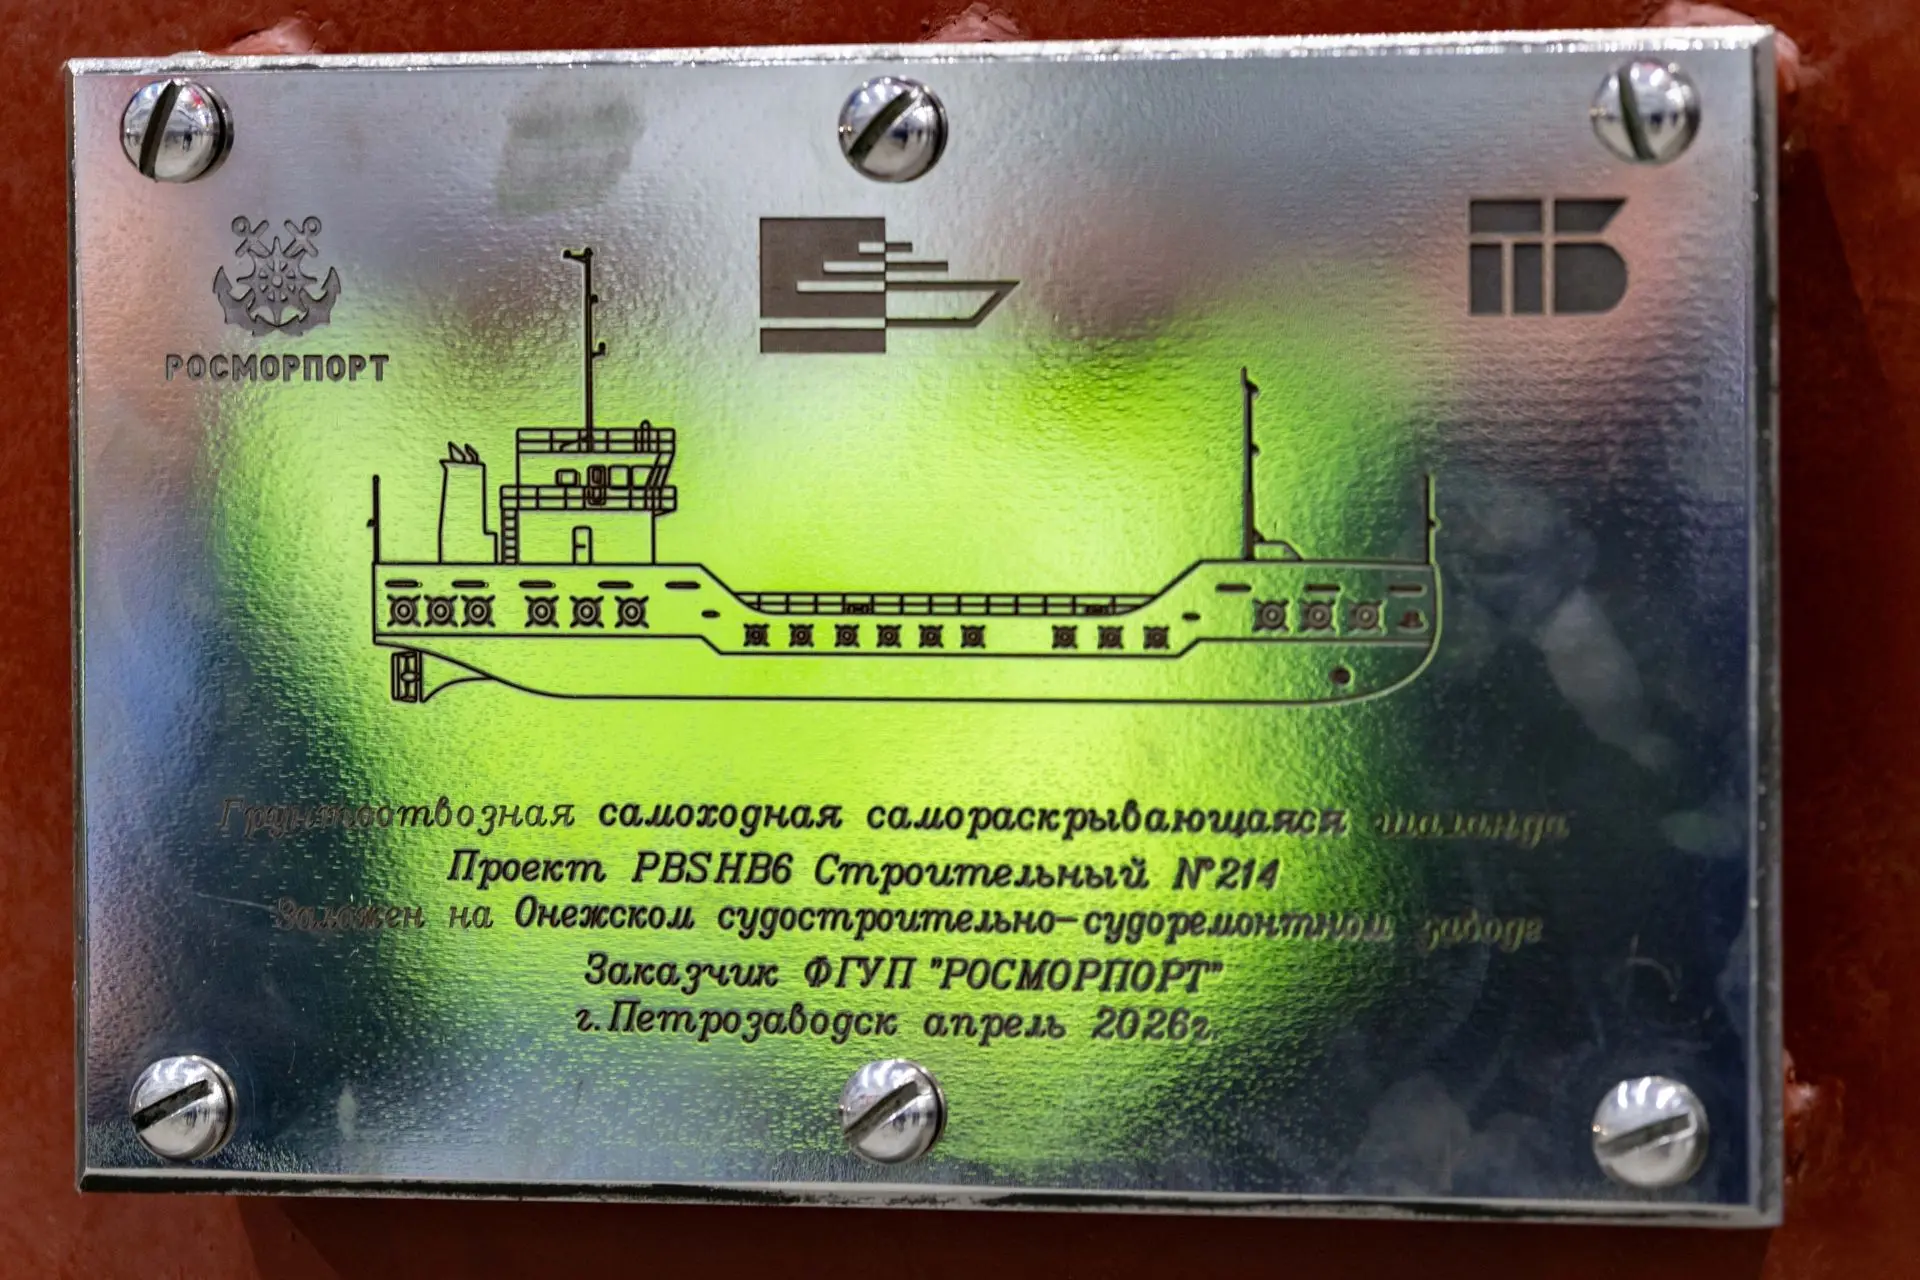 РОСМОРПОРТ
ПБ
Грунтоотвозная самоходная самораскрывающаяся шаланда
Проект PBSHB6 Строительный №214
Заложен на Онежском судостроительно-судоремонтном заводе
Заказчик ФГУП "РОСМОРПОРТ"
г.Петрозаводск апрель 2026г.